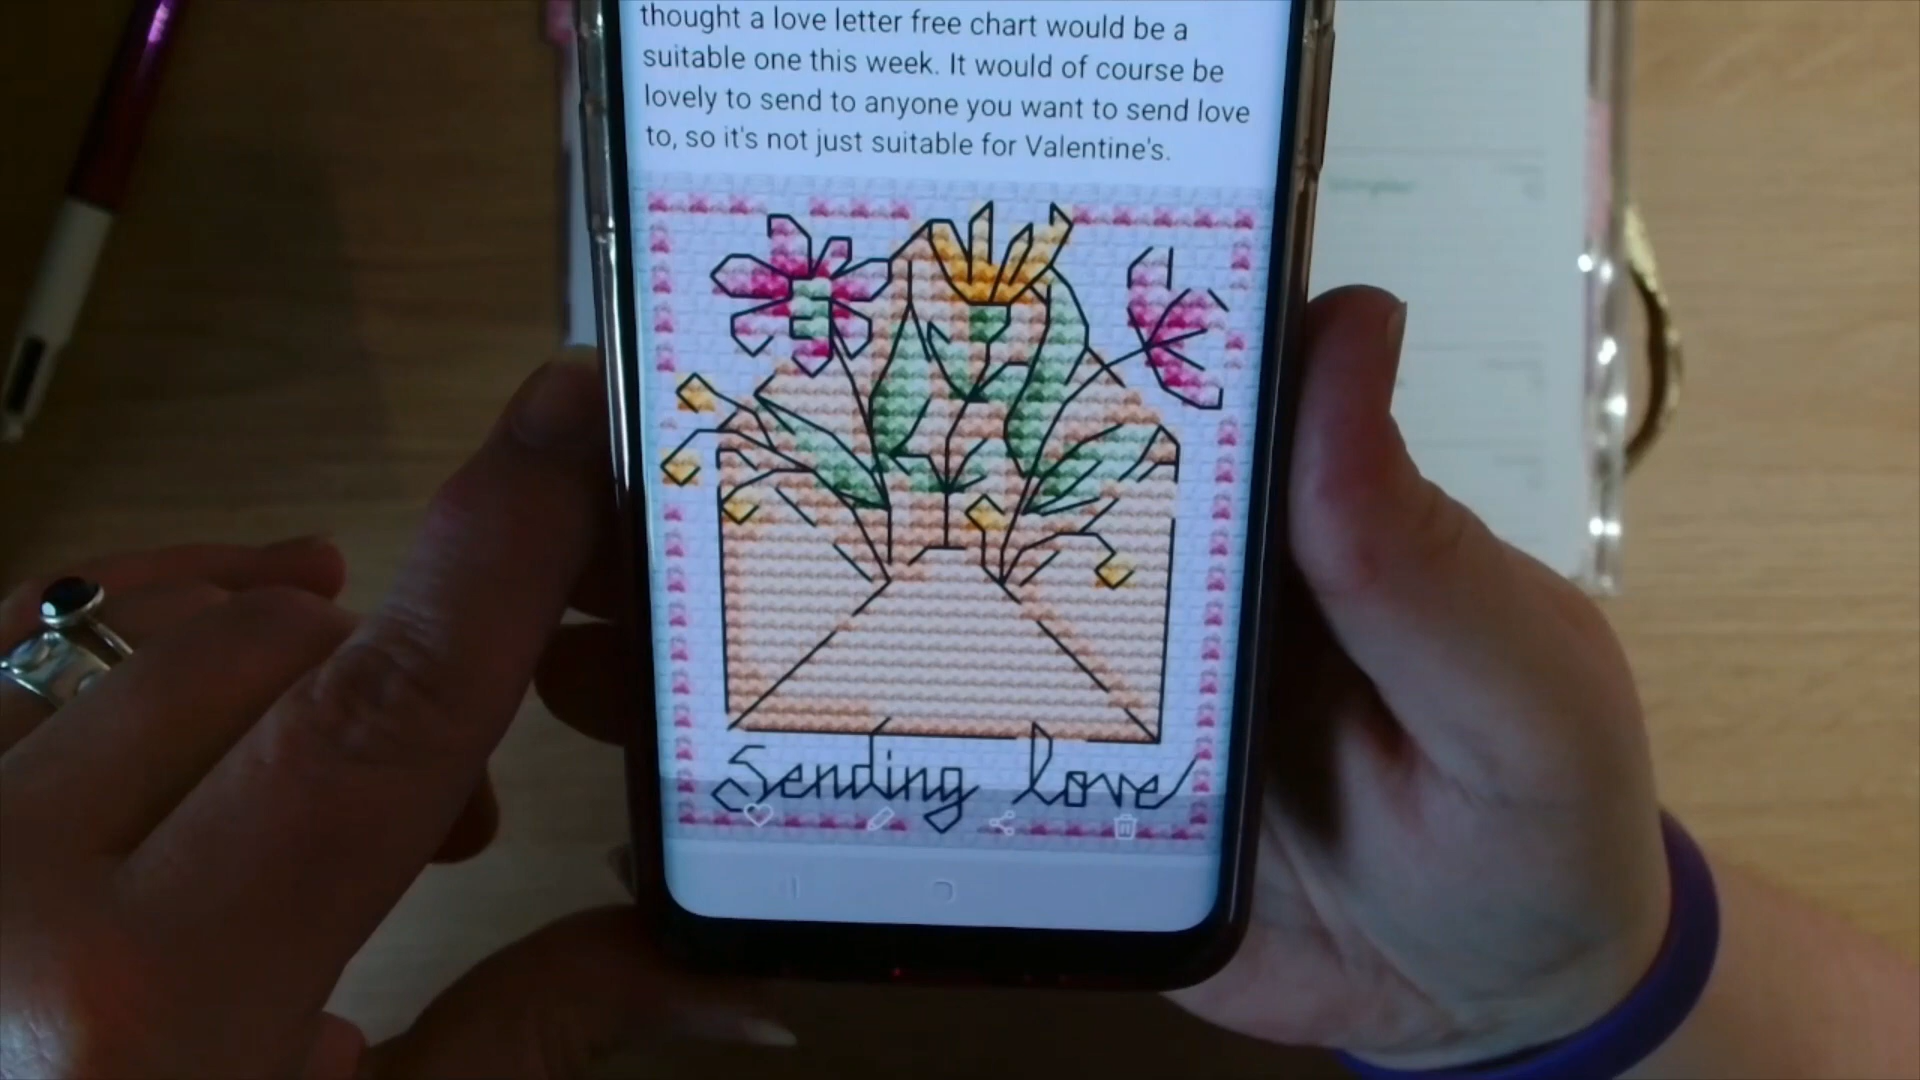 thought a love letter free chart would be a
suitable one this week. It would of course be
lovely to send to anyone you want to send love
to, so it's not just suitable for Valentine's.
Sending love